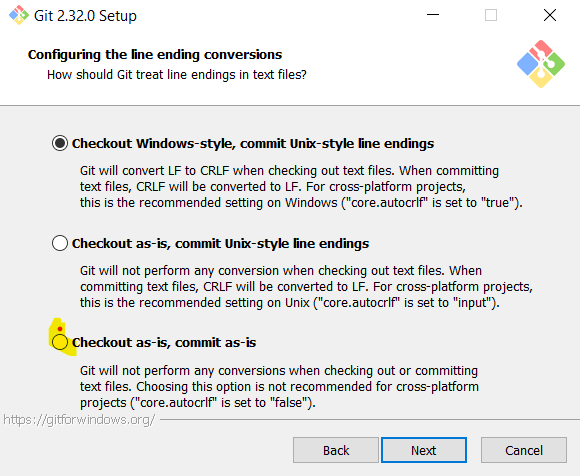 Git 2.32.0 Setup
Configuring the line ending conversions
How should Git treat line endings in text files?
Checkout Windows-style, commit Unix-style line endings
Git will convert LF to CRLF when checking out text files. When committing
text files, CRLF will be converted to LF. For cross-platform projects,
this is the recommended setting on Windows ("core.autocrlf" is set to "true").
Checkout as-is, commit Unix-style line endings
Git will not perform any conversion when checking out text files. When
committing text files, CRLF will be converted to LF. For cross-platform projects,
this is the recommended setting on Unix ("core.autocrlf" is set to "input").
Checkout as-is, commit as-is
Git will not perform any conversions when checking out or committing
text files. Choosing this option is not recommended for cross-platform
projects ("core.autocrlf" is set to "false").
https://gitforwindows.org/
Back Next Cancel